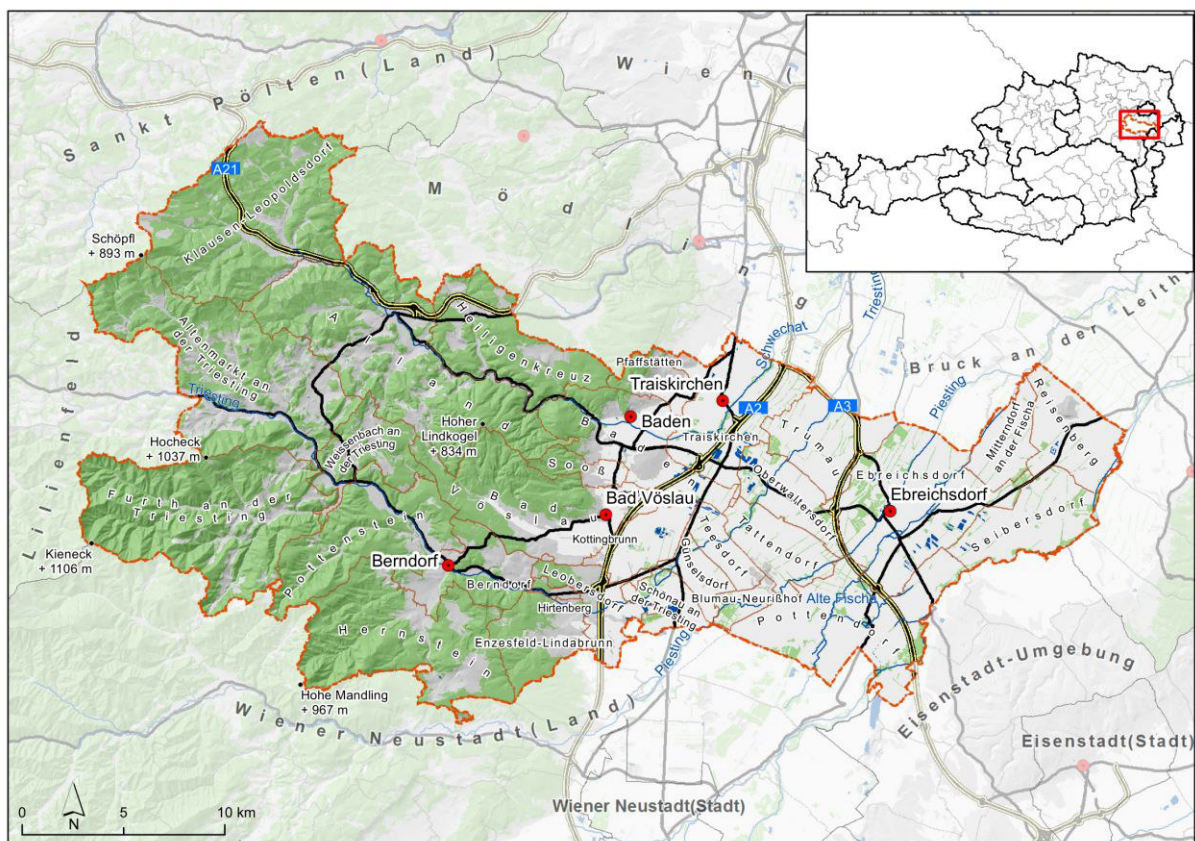 Sankt Pölten(Land)
Wien(
Mödling
A21
Klausen-Leopoldsdorf
Schöpfl
+ 893 m
Triesting
Bruck an der Leith
Schwechat
Heiligenkreuz
Alland
Altenmarkt an
der Triesting
Pfaffstätten
Traiskirchen
Piesting
Reisenberg
Mitterndorf
an der Fischa
Lilienfeld
Triesting
Baden
A2
A3
Hoher
Lindkogel
+ 834 m
Baden
Traiskirchen
Trumau
Hocheck
+ 1037 m
Weissenbach an
der Triesting
Sooß
Oberwaltersdorf
Ebreichsdorf
Ebreichsdorf
Furth an der
Triesting
Bad
Vöslau
Bad Vöslau
Seibersdorf
Kottingbrunn
Teesdorf
Tattendorf
Kieneck
+ 1106 m
Pottenstein
Berndorf
Berndorf
Leobersdorf
Günselsdorf
Schönau an
der Triesting
Blumau-Neurißhof
Alte Fischa
Hirtenberg
Pottendorf
Hernstein
Enzesfeld-Lindabrunn
Piesting
Hohe Mandling
+ 967 m
Wiener Neustadt(Land)
Eisenstadt-Umgebung
Eisenstadt(Stadt)
Wiener Neustadt(Stadt)
0 5 10 km
N